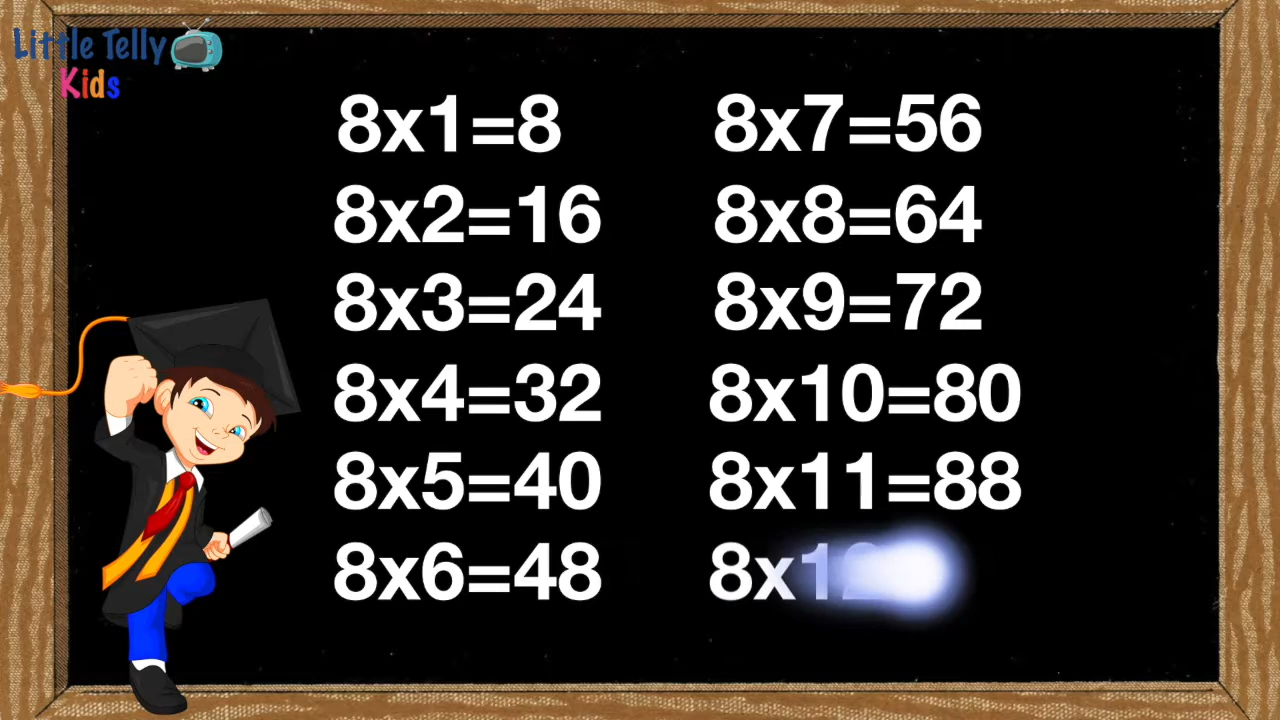 Little Telly
Kids
8x1=8
8x2=16
8x3=24
8x4=32
8x5=40
8x6=48
8x7=56
8x8=64
8x9=72
8x10=80
8x11=88
8x12